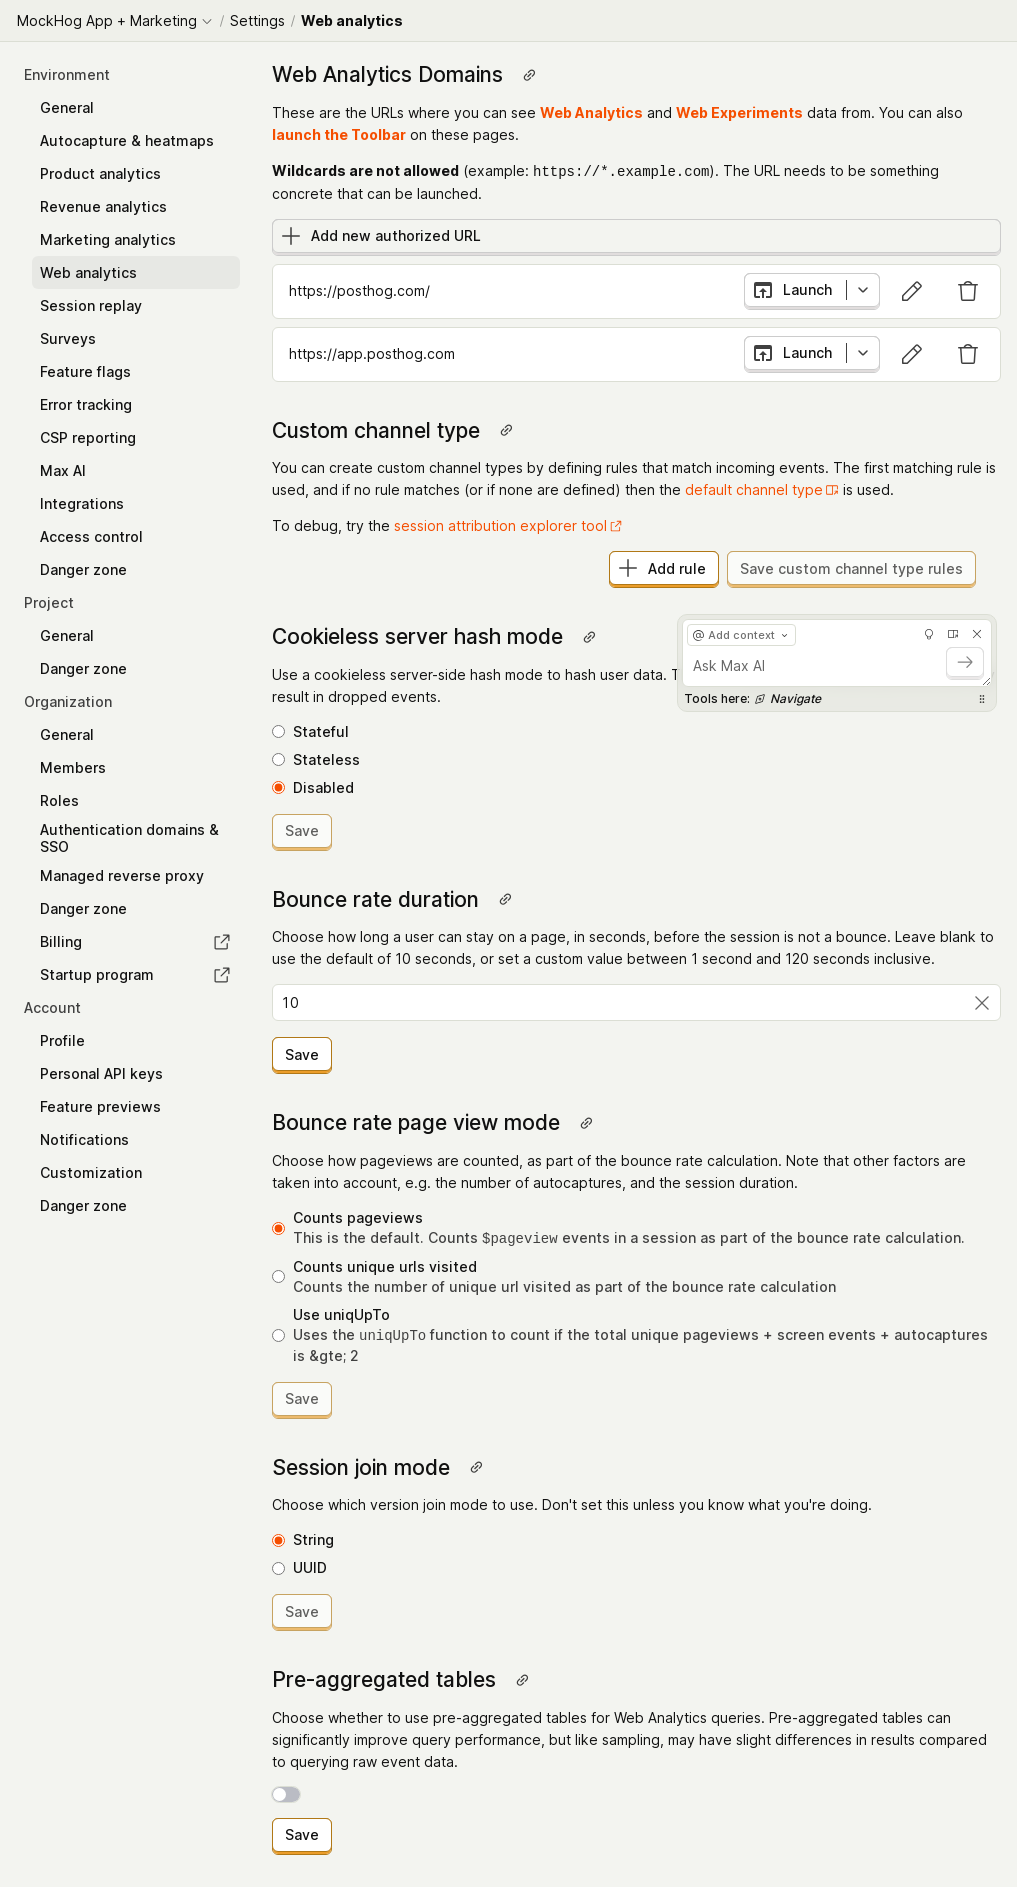 MockHog App + Marketing / Settings / Web analytics
Environment
General
Autocapture & heatmaps
Product analytics
Revenue analytics
Marketing analytics
Web analytics
Session replay
Surveys
Feature flags
Error tracking
CSP reporting
Max AI
Integrations
Access control
Danger zone
Project
General
Danger zone
Organization
General
Members
Roles
Authentication domains &
SSO
Managed reverse proxy
Danger zone
Billing
Startup program
Account
Profile
Personal API keys
Feature previews
Notifications
Customization
Danger zone
Web Analytics Domains
These are the URLs where you can see Web Analytics and Web Experiments data from. You can also
launch the Toolbar on these pages.
Wildcards are not allowed (example: https://*.example.com). The URL needs to be something
concrete that can be launched.
Add new authorized URL
https://posthog.com/
Launch
https://app.posthog.com
Launch
Custom channel type
You can create custom channel types by defining rules that match incoming events. The first matching rule is
used, and if no rule matches (or if none are defined) then the default channel type is used.
To debug, try the session attribution explorer tool
Add rule
Save custom channel type rules
Cookieless server hash mode
Use a cookieless server-side hash mode to hash user data. T
result in dropped events.
@ Add context
Ask Max AI
Tools here: Navigate
Stateful
Stateless
Disabled
Save
Bounce rate duration
Choose how long a user can stay on a page, in seconds, before the session is not a bounce. Leave blank to
use the default of 10 seconds, or set a custom value between 1 second and 120 seconds inclusive.
10
Save
Bounce rate page view mode
Choose how pageviews are counted, as part of the bounce rate calculation. Note that other factors are
taken into account, e.g. the number of autocaptures, and the session duration.
Counts pageviews
This is the default. Counts $pageview events in a session as part of the bounce rate calculation.
Counts unique urls visited
Counts the number of unique url visited as part of the bounce rate calculation
Use uniqUpTo
Uses the uniqUpTo function to count if the total unique pageviews + screen events + autocaptures
is &gte; 2
Save
Session join mode
Choose which version join mode to use. Don't set this unless you know what you're doing.
String
UUID
Save
Pre-aggregated tables
Choose whether to use pre-aggregated tables for Web Analytics queries. Pre-aggregated tables can
significantly improve query performance, but like sampling, may have slight differences in results compared
to querying raw event data.
Save